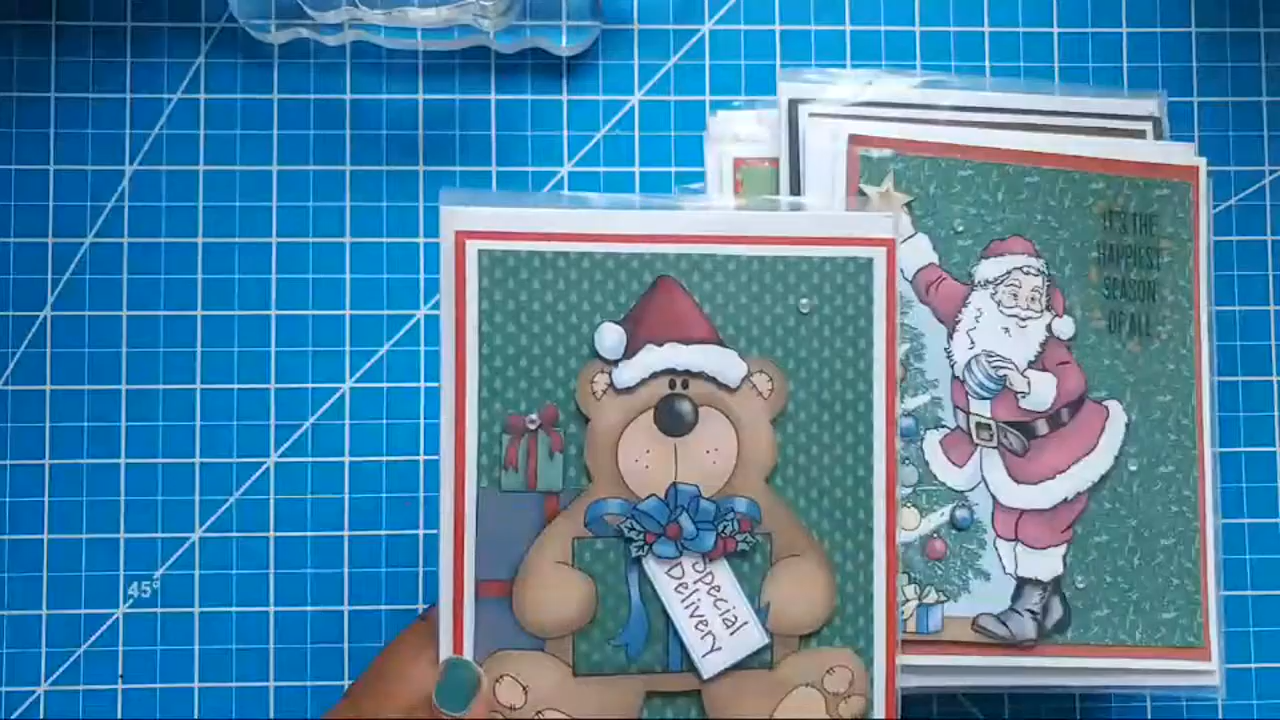 45°
IT'S THE
HAPPIEST
SEASON
OF ALL
Special
Delivery